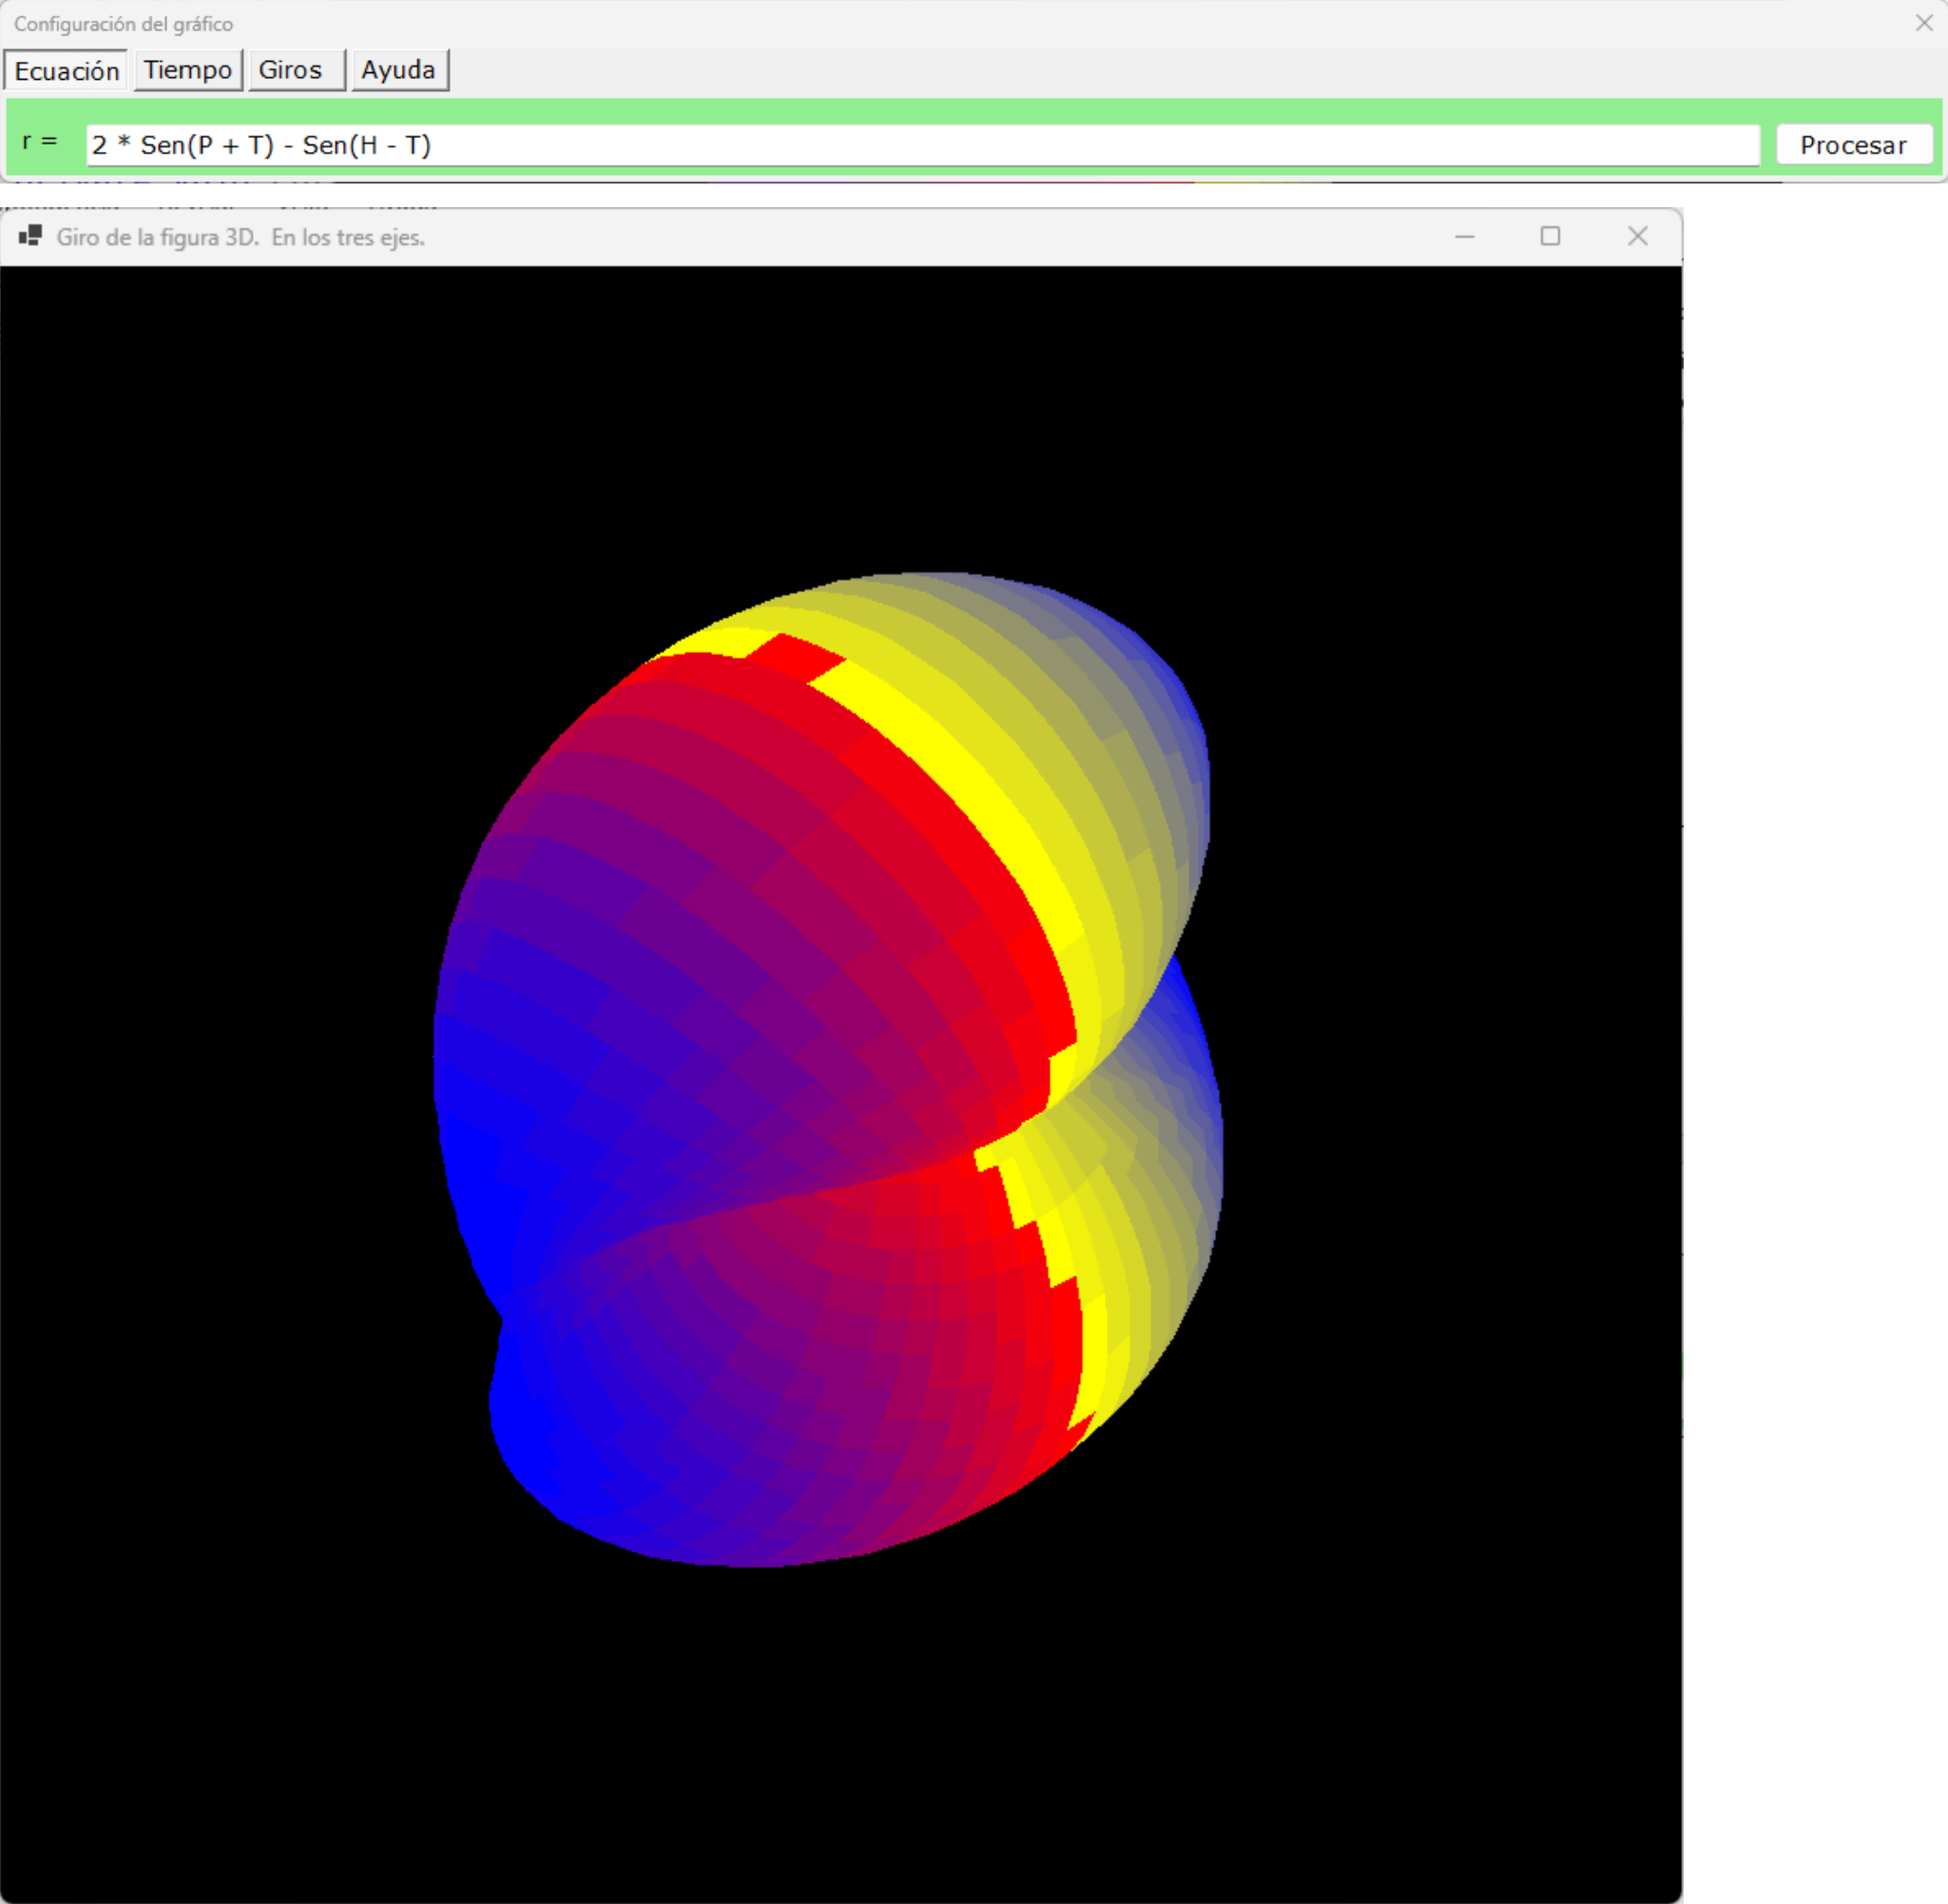 Configuración del gráfico
Ecuación Tiempo Giros Ayuda
r = 2 * Sen(P + T) - Sen(H - T) Procesar
Giro de la figura 3D. En los tres ejes.